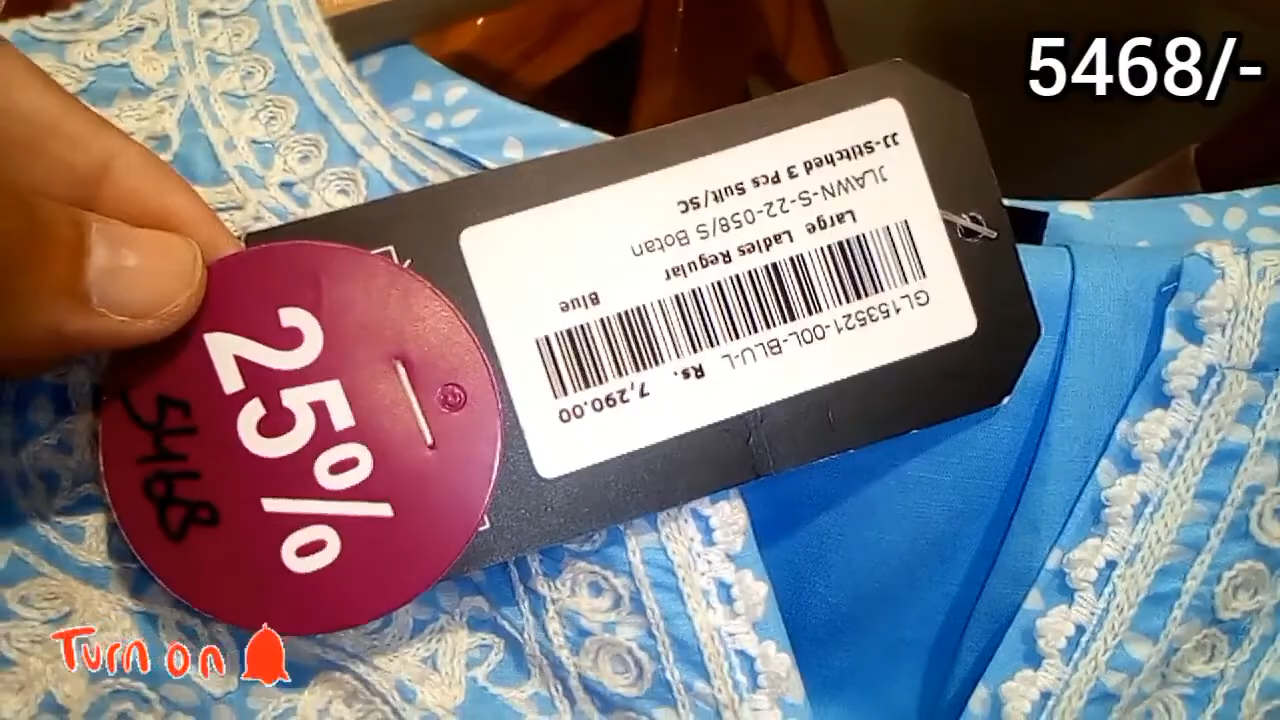 5468/-
JJ-Stitched 3 Pcs Suit/SC
JLAWN-S-22-058/S Botan
Large Ladies Regular
Blue
GL153521-00L-BLU-L
Rs. 7,290.00
25%
5468
Turn on